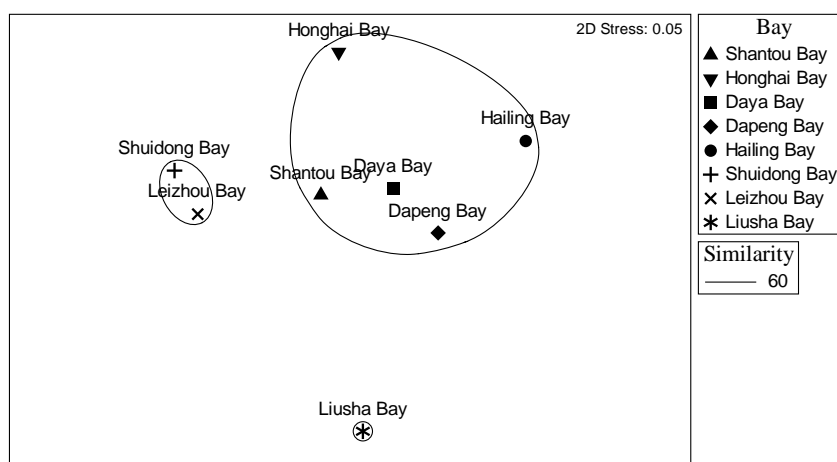 Honghai Bay
2D Stress: 0.05
Hailing Bay
Shuidong Bay
Daya Bay
Shantou Bay
Leizhou Bay
Dapeng Bay
Liusha Bay
Bay
Shantou Bay
Honghai Bay
Daya Bay
Dapeng Bay
Hailing Bay
Shuidong Bay
Leizhou Bay
Liusha Bay
Similarity
60